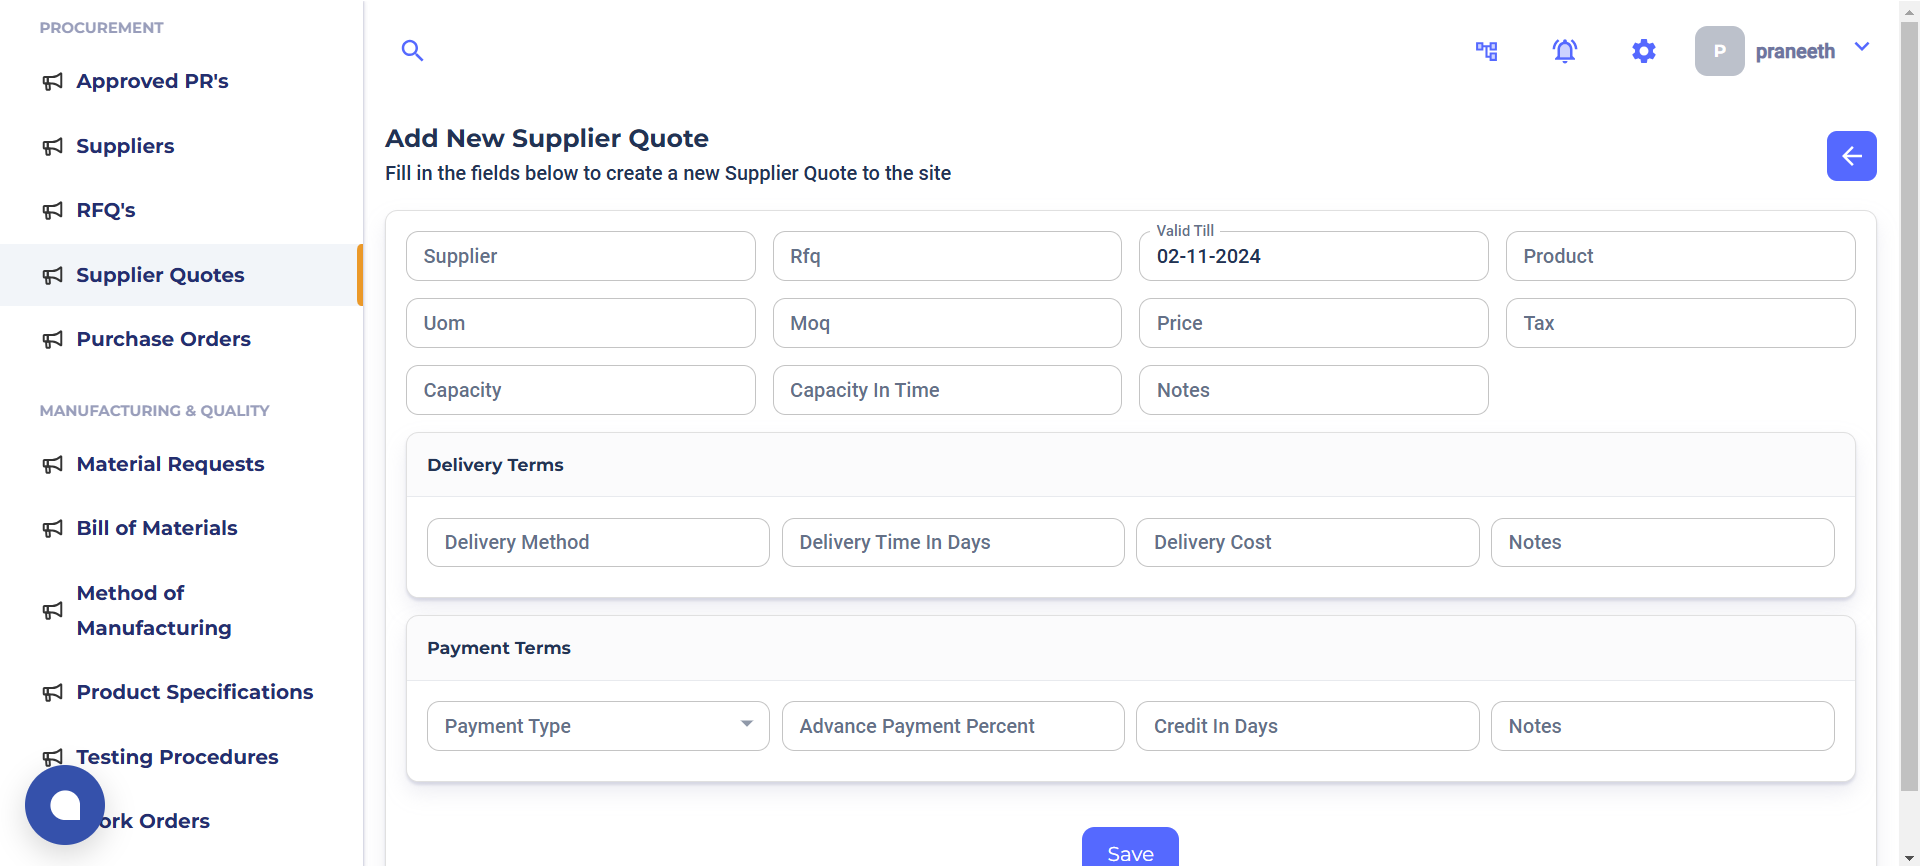 PROCUREMENT
Approved PR's
Suppliers
RFQ's
Supplier Quotes
Purchase Orders
MANUFACTURING & QUALITY
Material Requests
Bill of Materials
Method of
Manufacturing
Product Specifications
Testing Procedures
ork Orders
P praneeth
Add New Supplier Quote
Fill in the fields below to create a new Supplier Quote to the site
Supplier Rfq Valid Till 02-11-2024 Product
Uom Moq Price Tax
Capacity Capacity In Time Notes
Delivery Terms
Delivery Method Delivery Time In Days Delivery Cost Notes
Payment Terms
Payment Type Advance Payment Percent Credit In Days Notes
Save